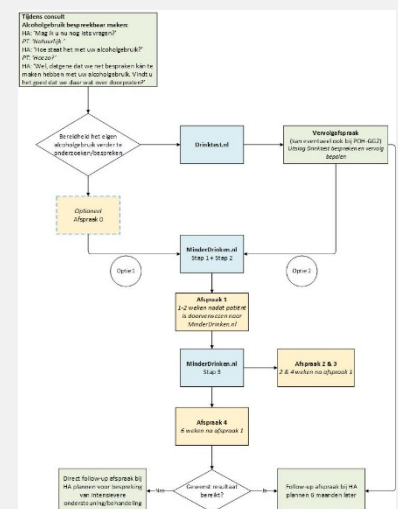 Tijdens consult
Alcoholgebruik bespreekbaar maken:
HA: "Mag ik u nu nog iets vragen?"
PT: "Natuurlijk."
HA: "Hoe staat het met uw alcoholgebruik?"
PT: "Hoezo?"
HA: "Wel, datgene dat we net bespraken kan te
maken hebben met uw alcoholgebruik. Vindt u
het goed dat we daar wat over doorpraten?"
Bereidheid het eigen
alcoholgebruik verder te
onderzoeken/bespreken
Drinktest.nl
Vervolgafspraak
(kan eventueel ook bij POH-GGZ)
Uitslag Drinktest bespreken en vervolg
bepalen
Optioneel
Afspraak 0
Optie 1
MinderDrinken.nl
Stap 1 + Stap 2
Optie 2
Afspraak 1
1-2 weken nadat patiënt
is doorverwezen naar
MinderDrinken.nl
MinderDrinken.nl
Stap 3
Afspraak 2 & 3
2 & 4 weken na afspraak 1
Afspraak 4
6 weken na afspraak 1
Direct follow-up afspraak bij
HA plannen voor bespreking
van intensievere
ondersteuning/behandeling
Nee
Gewenst resultaat
bereikt?
Ja
Follow-up afspraak bij HA
plannen 6 maanden later